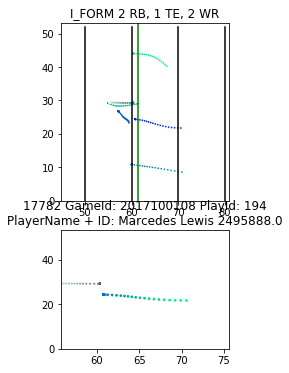 I_FORM 2 RB, 1 TE, 2 WR
50
40
30
20
10
0
50 60 70 80
17782 GameId: 2017100108 PlayId: 194
PlayerName + ID: Marcedes Lewis 2495888.0
40
20
0
60 65 70 75